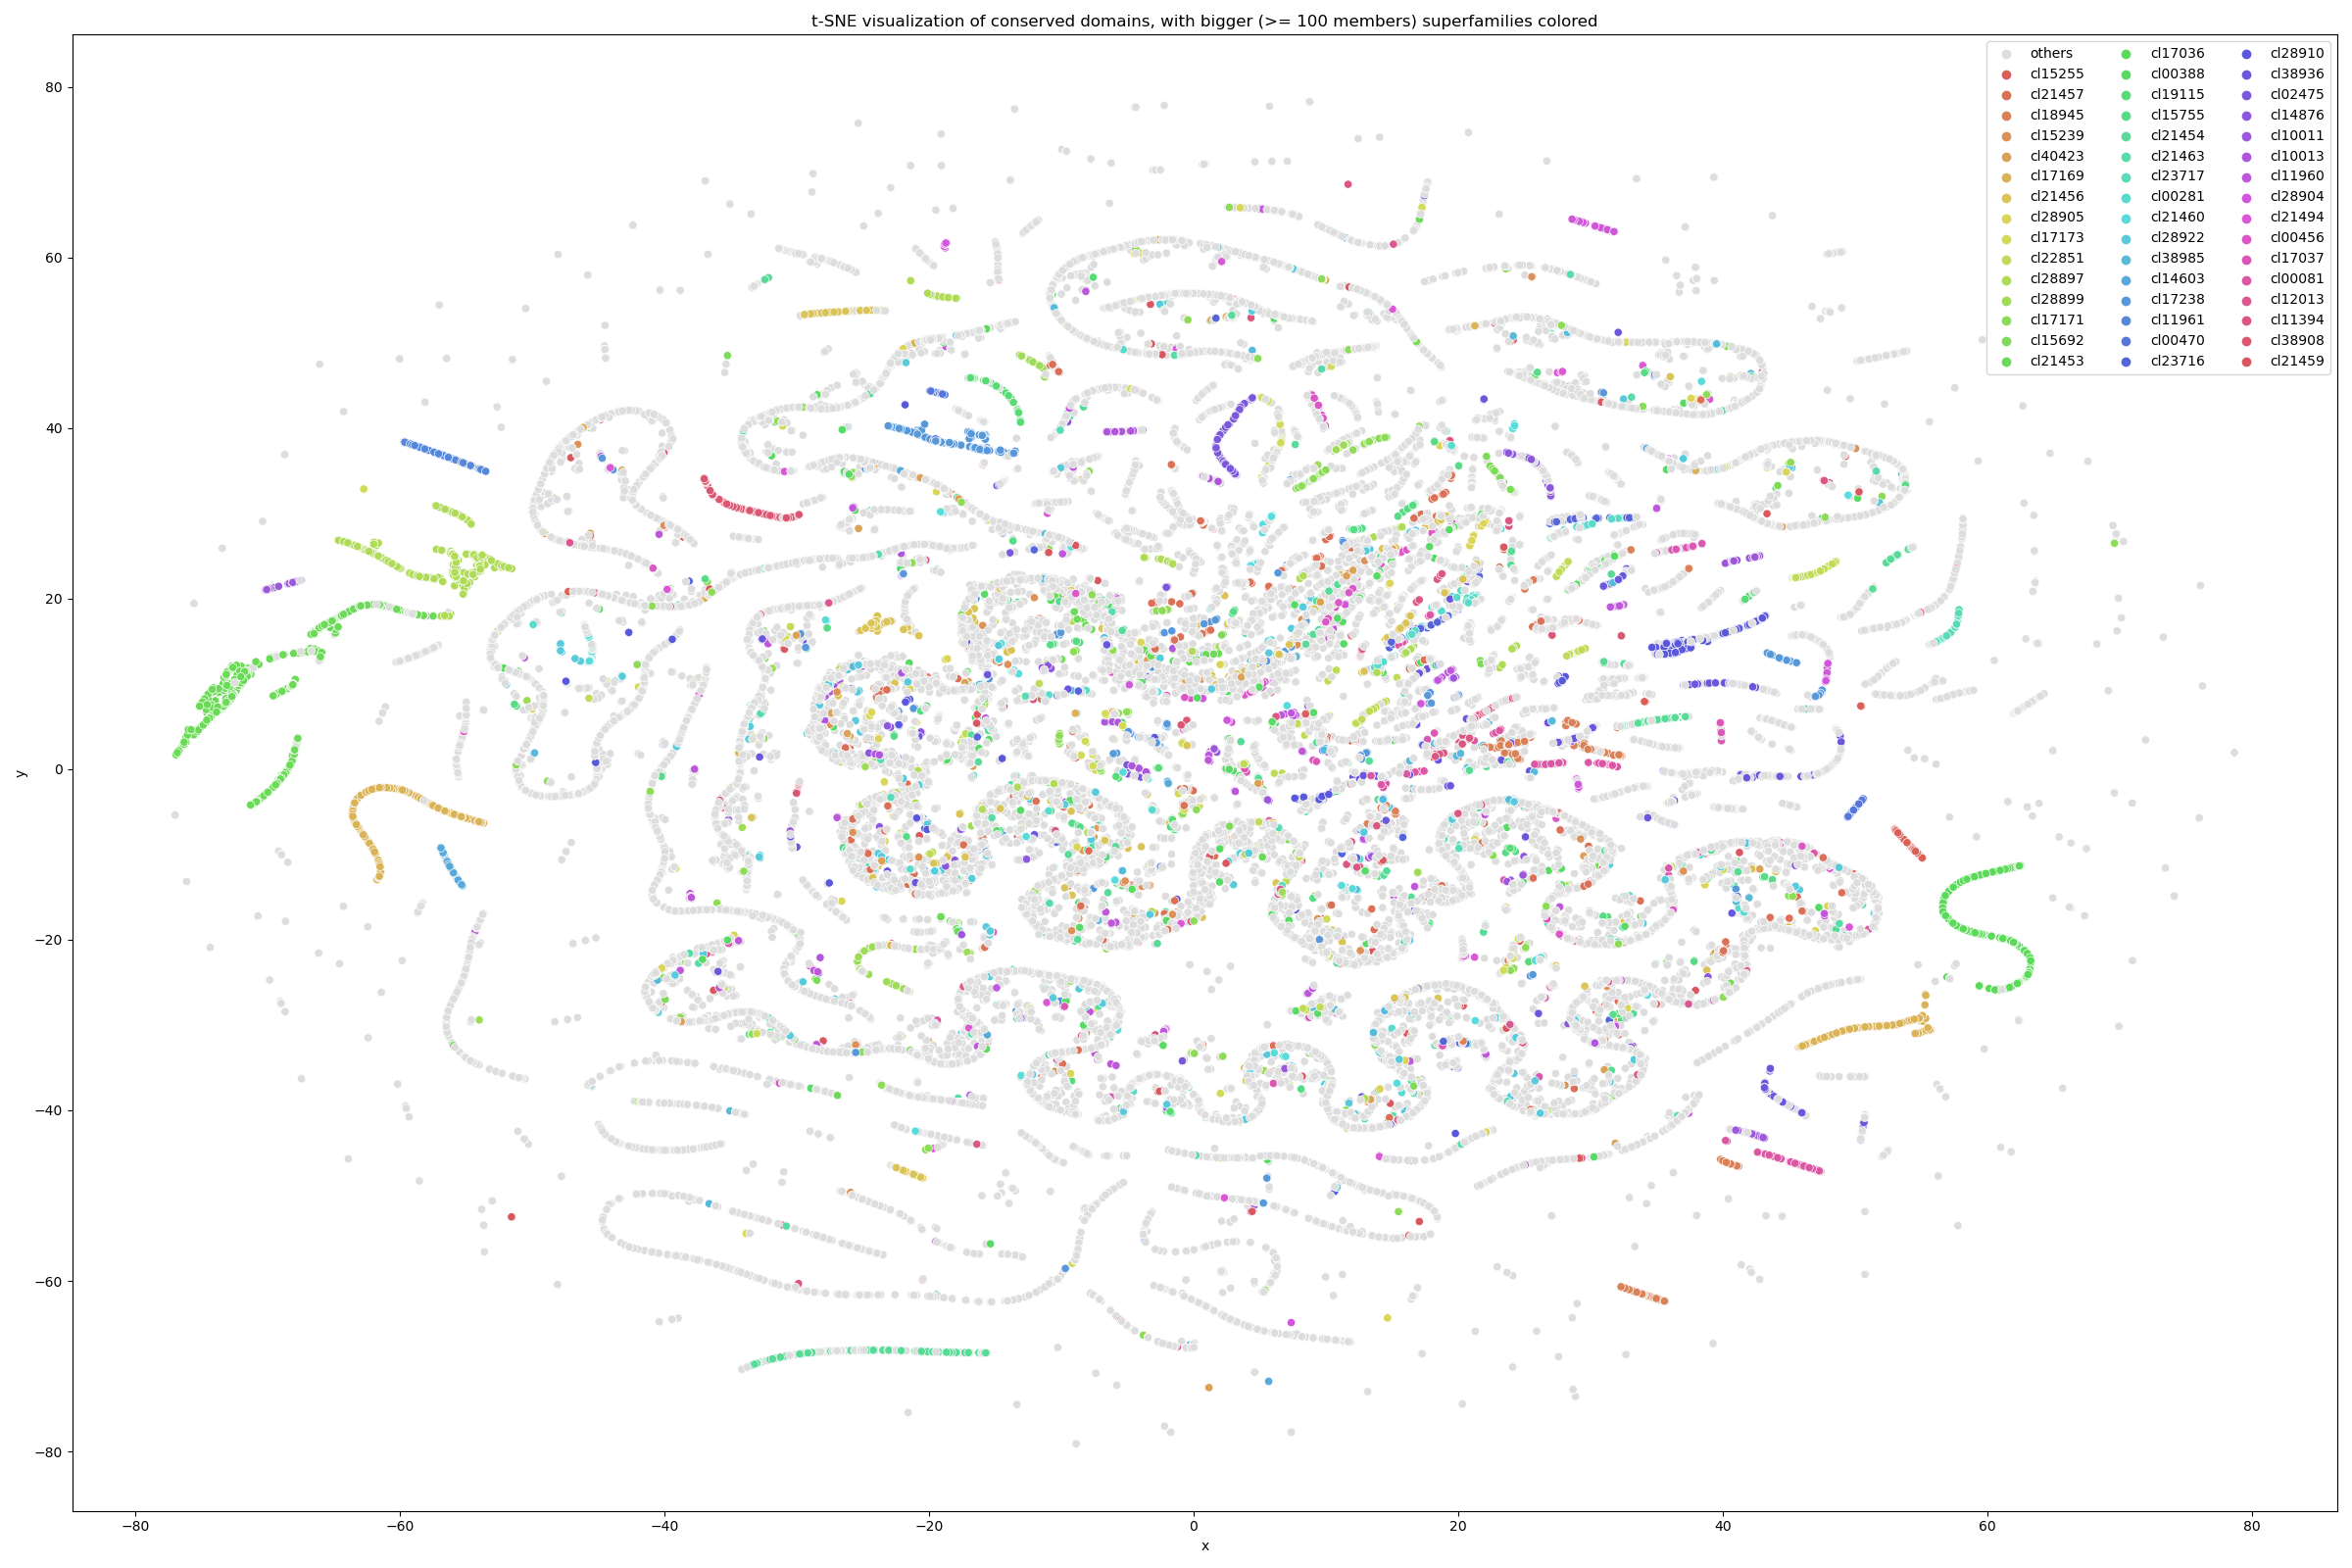 t-SNE visualization of conserved domains, with bigger (>= 100 members) superfamilies colored
others cl17036 cl28910
cl15255 cl00388 cl38936
cl21457 cl19115 cl02475
cl18945 cl15755 cl14876
cl15239 cl21454 cl10011
cl40423 cl21463 cl10013
cl17169 cl23717 cl11960
cl21456 cl00281 cl28904
cl28905 cl21460 cl21494
cl17173 cl28922 cl00456
cl22851 cl38985 cl17037
cl28897 cl14603 cl00081
cl28899 cl17238 cl12013
cl17171 cl11961 cl11394
cl15692 cl00470 cl38908
cl21453 cl23716 cl21459
80
60
40
20
0
−20
−40
−60
−80
y
−80 −60 −40 −20 0 20 40 60 80
x